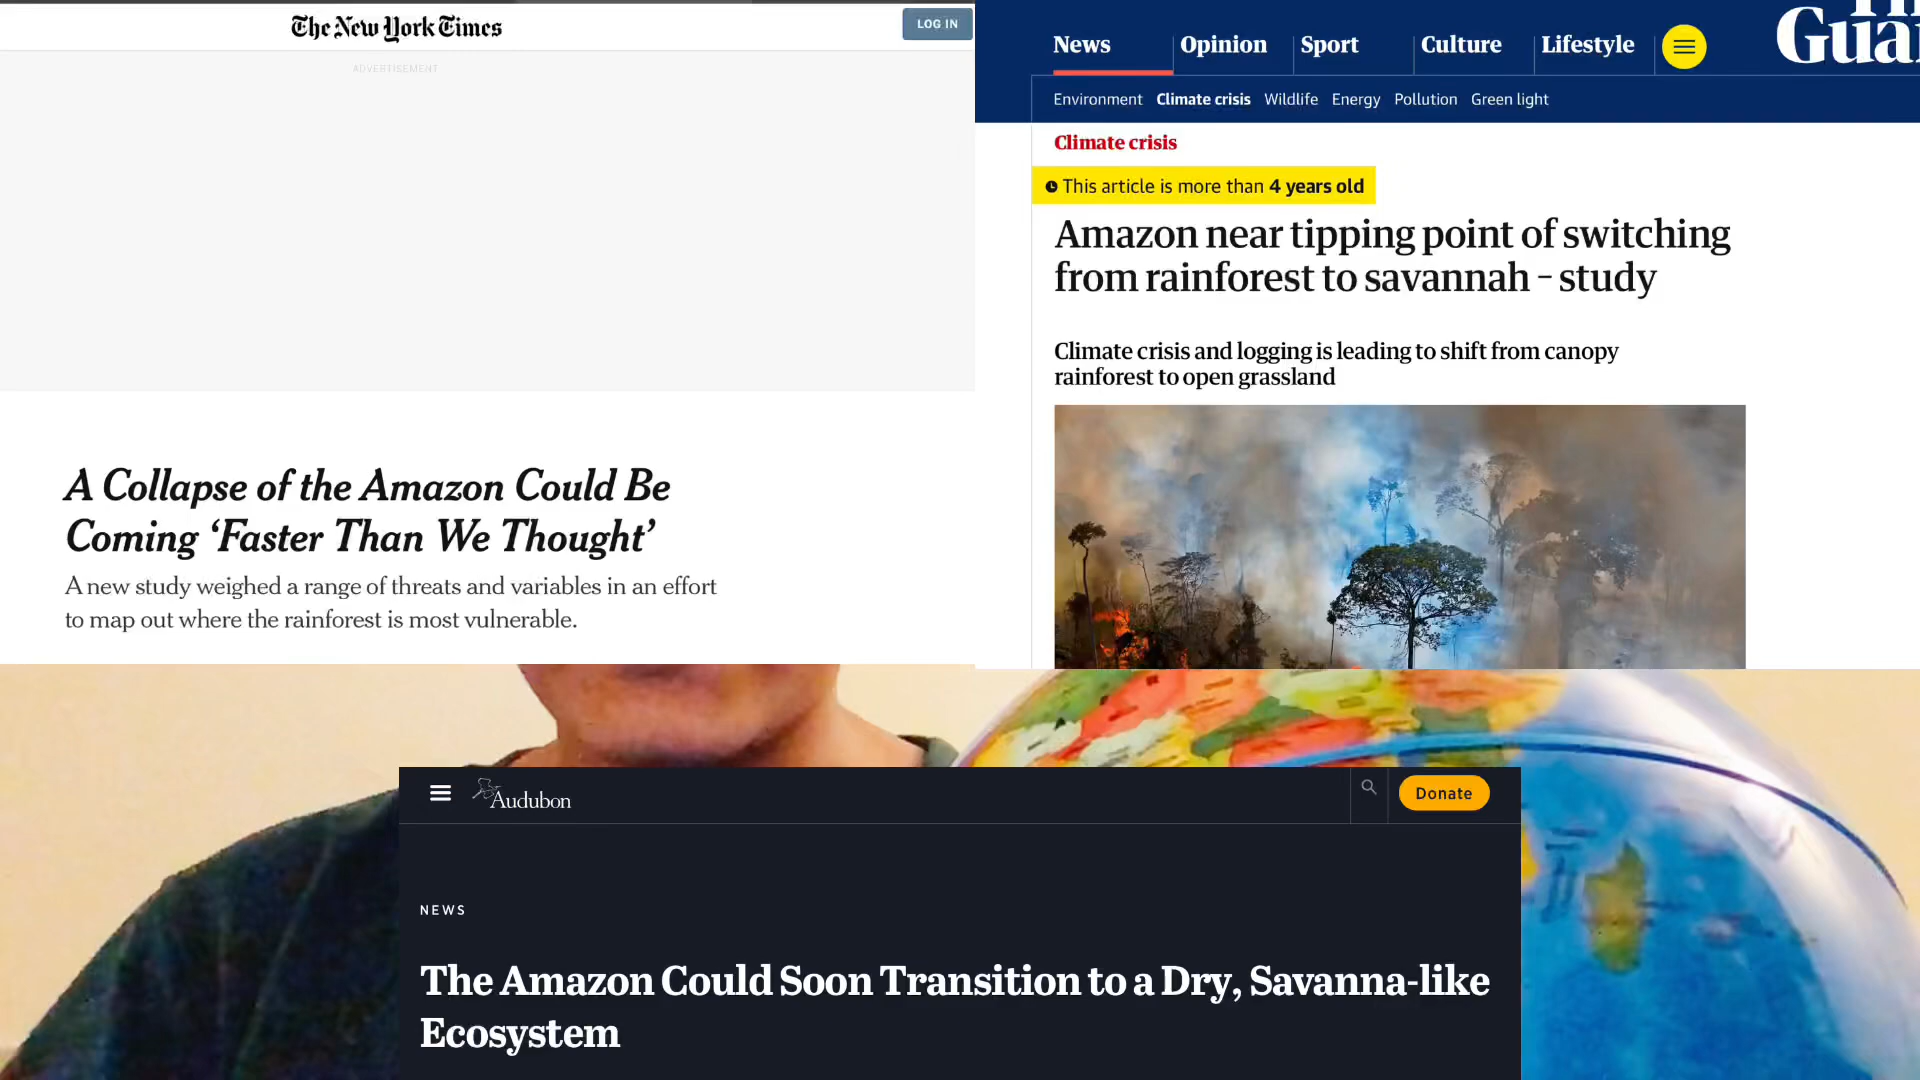 The New York Times
LOG IN
ADVERTISEMENT
A Collapse of the Amazon Could Be
Coming ‘Faster Than We Thought’
A new study weighed a range of threats and variables in an effort
to map out where the rainforest is most vulnerable.
News Opinion Sport Culture Lifestyle
Environment Climate crisis Wildlife Energy Pollution Green light
Climate crisis
This article is more than 4 years old
Amazon near tipping point of switching
from rainforest to savannah – study
Climate crisis and logging is leading to shift from canopy
rainforest to open grassland
Audubon
Donate
NEWS
The Amazon Could Soon Transition to a Dry, Savanna-like
Ecosystem